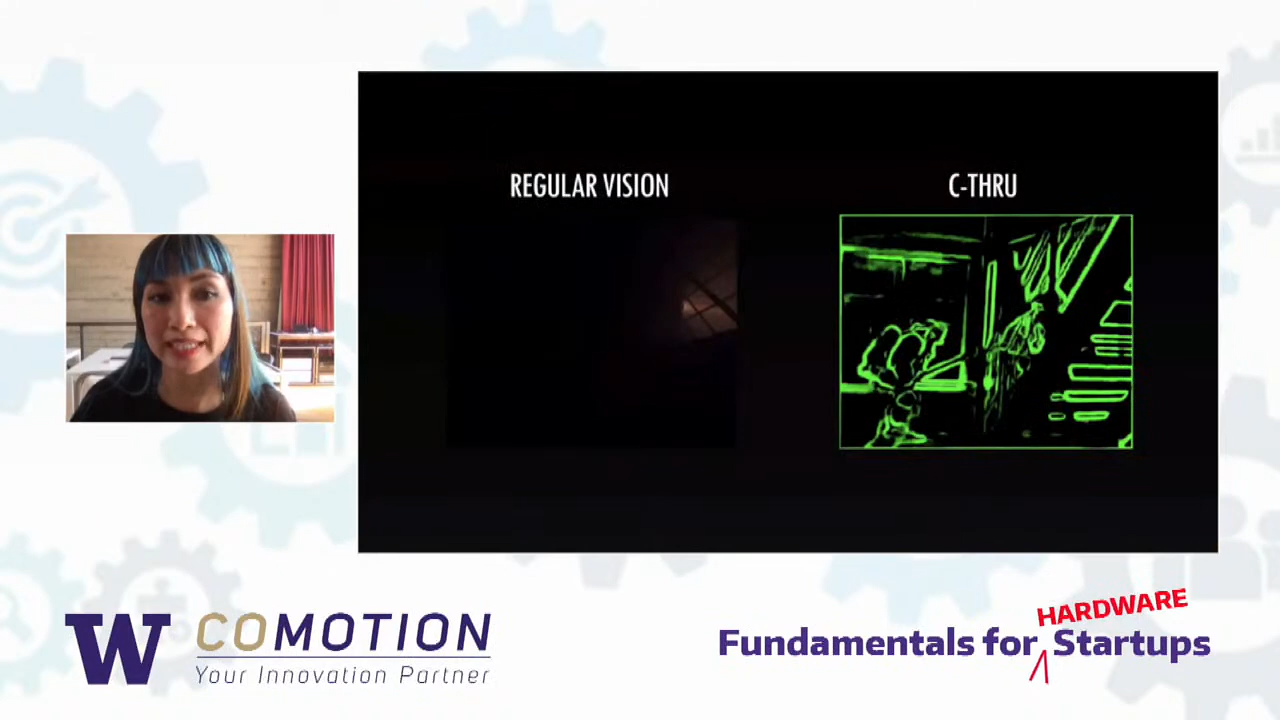 REGULAR VISION
C-THRU
W COMOTION
Your Innovation Partner
HARDWARE
Fundamentals for Startups